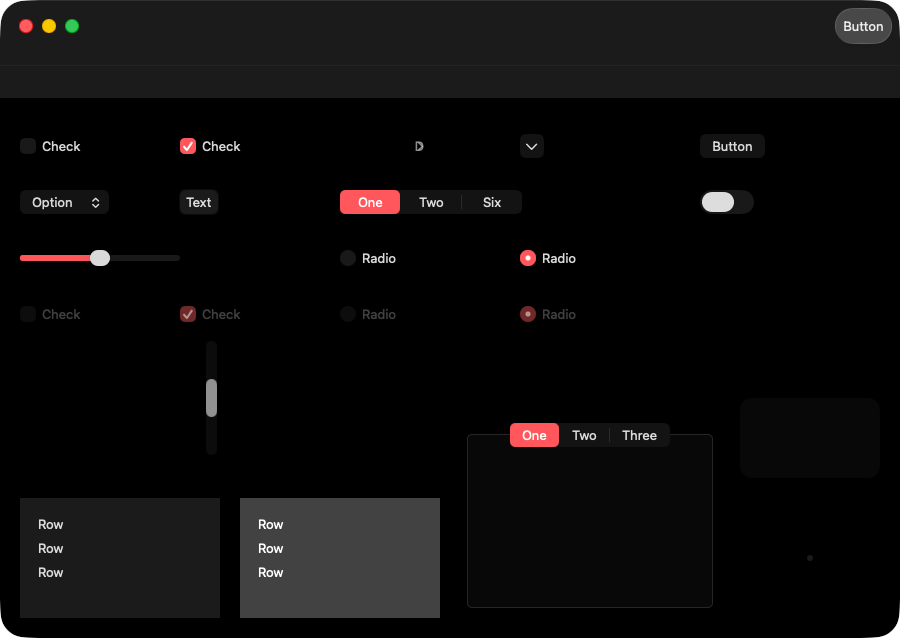 Button
Check
Check
Button
Option
Text
One
Two
Six
Radio
Radio
Check
Check
Radio
Radio
One
Two
Three
Row
Row
Row
Row
Row
Row